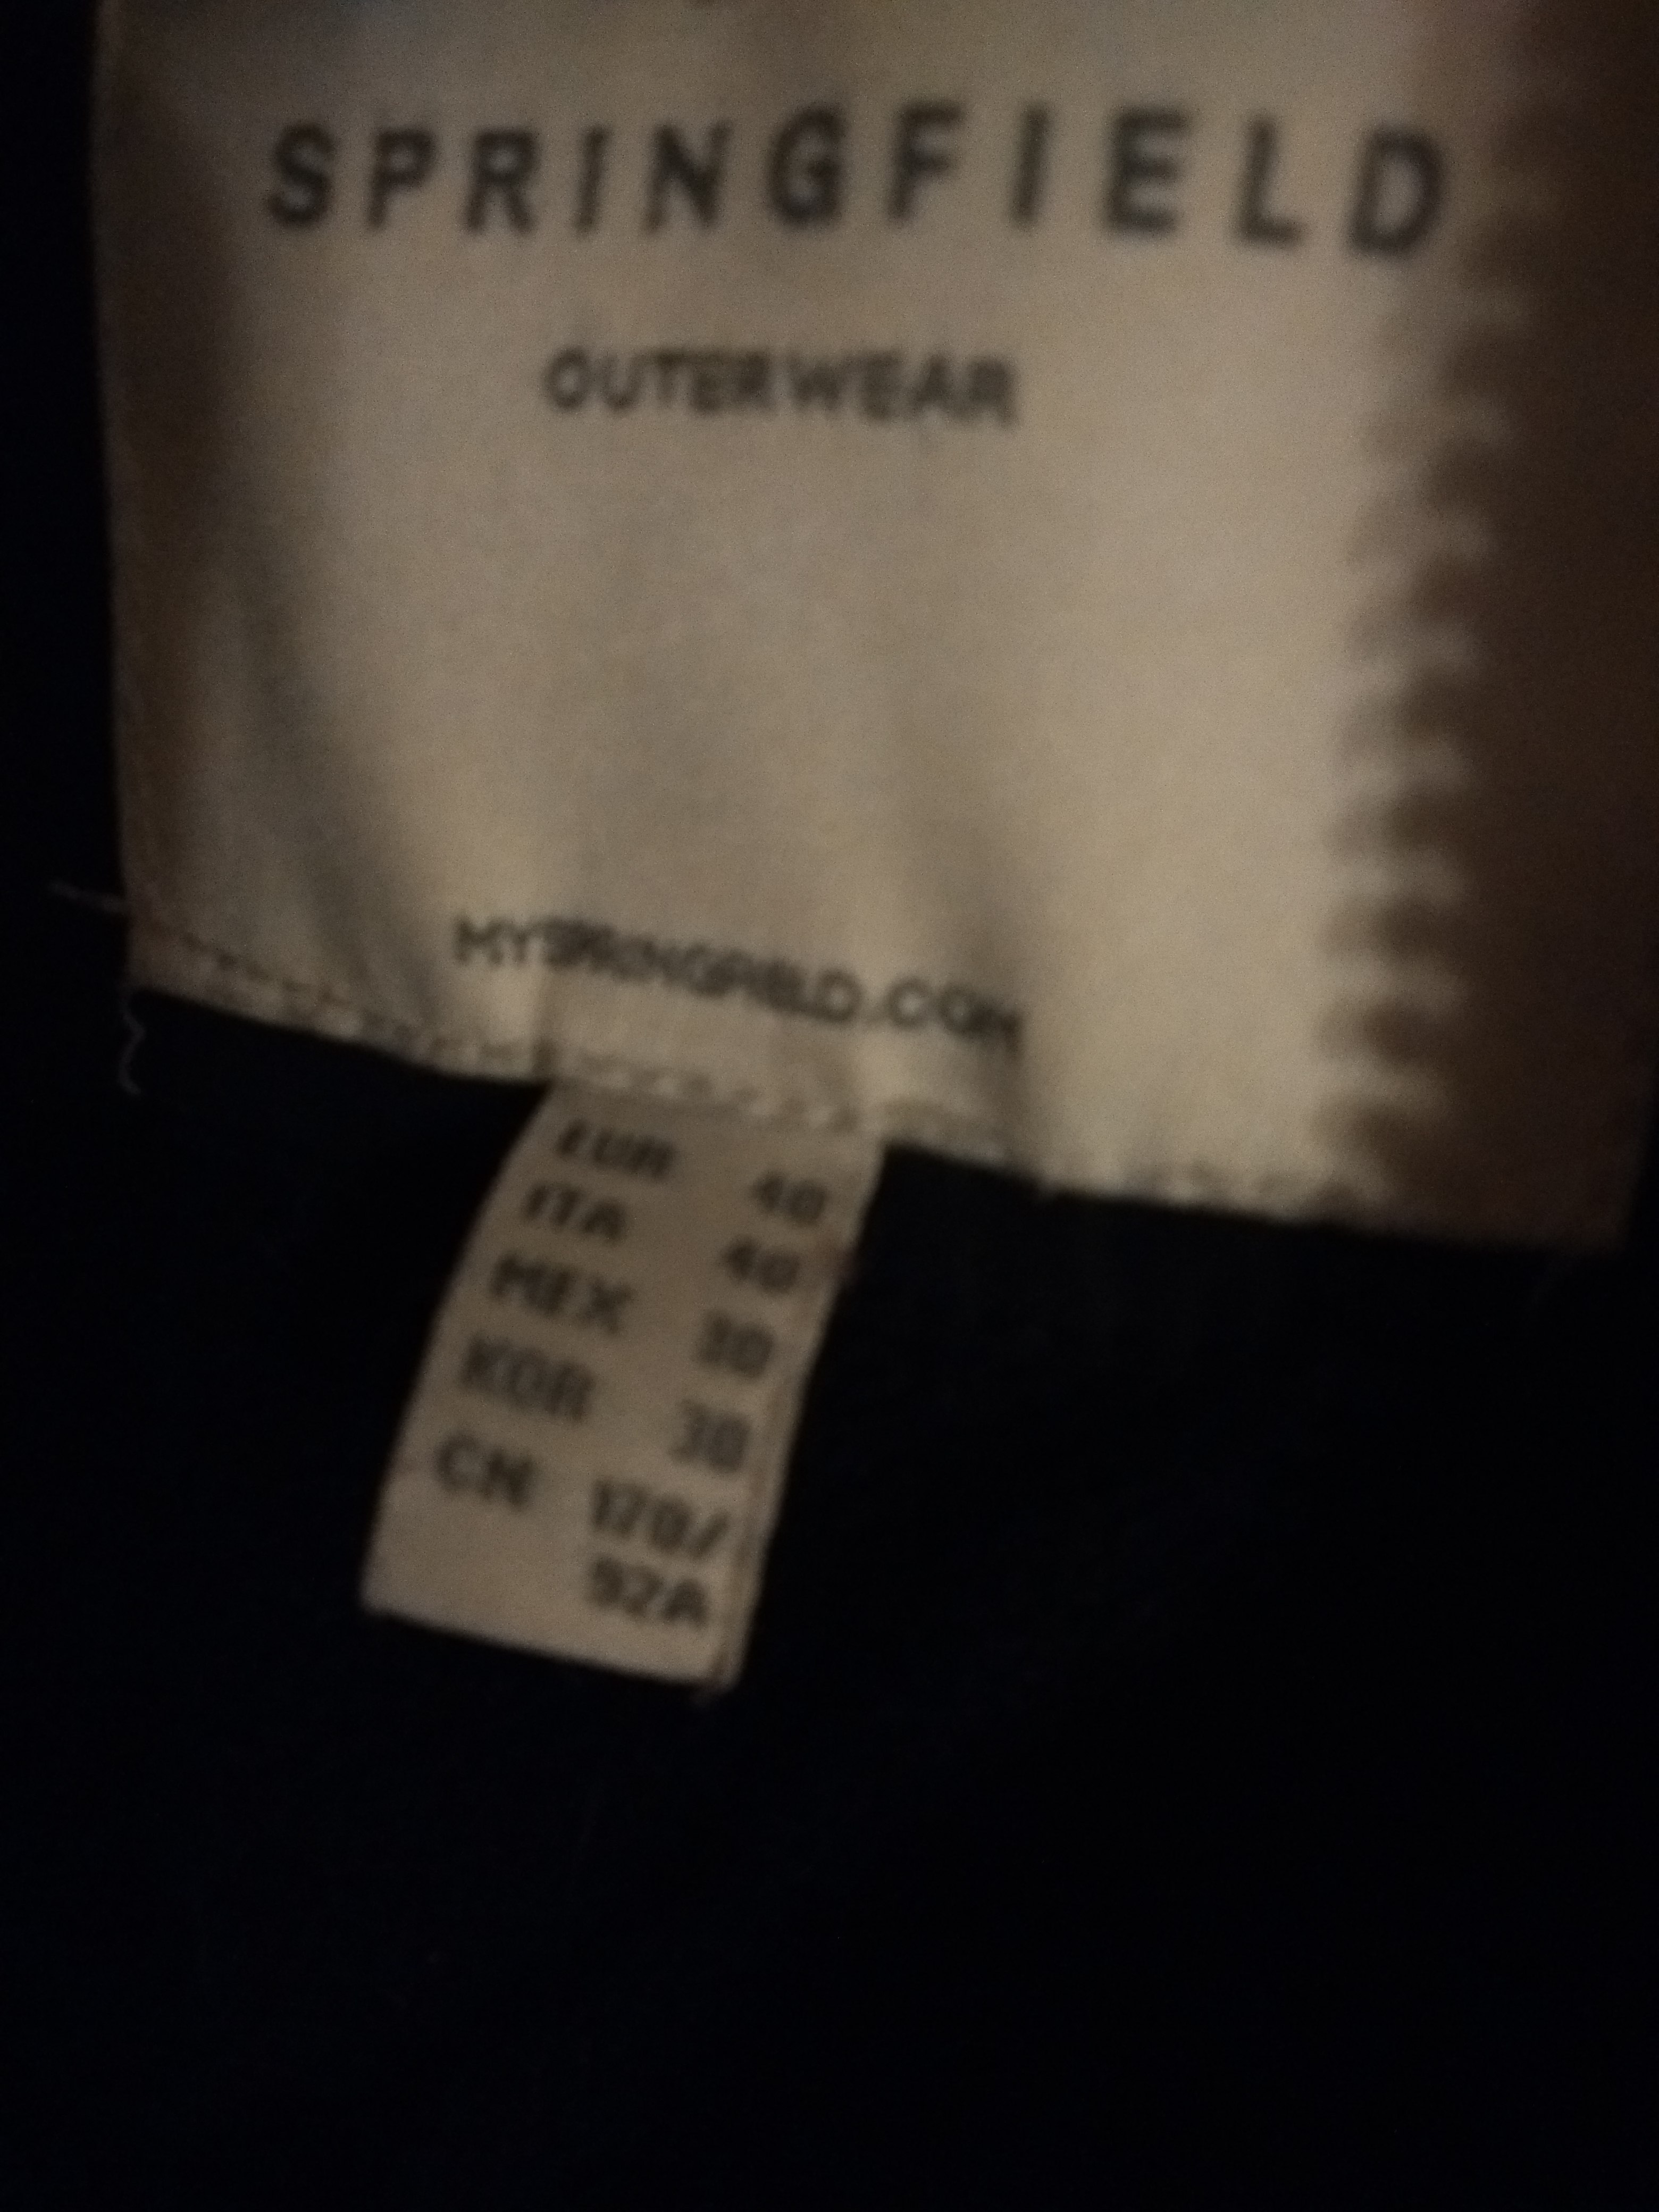 SPRINGFIELD
OUTERWEAR
MYSPRINGFIELD.COM
EUR 40
ITA 40
MEX 30
KOR 30
CN 170/
92A